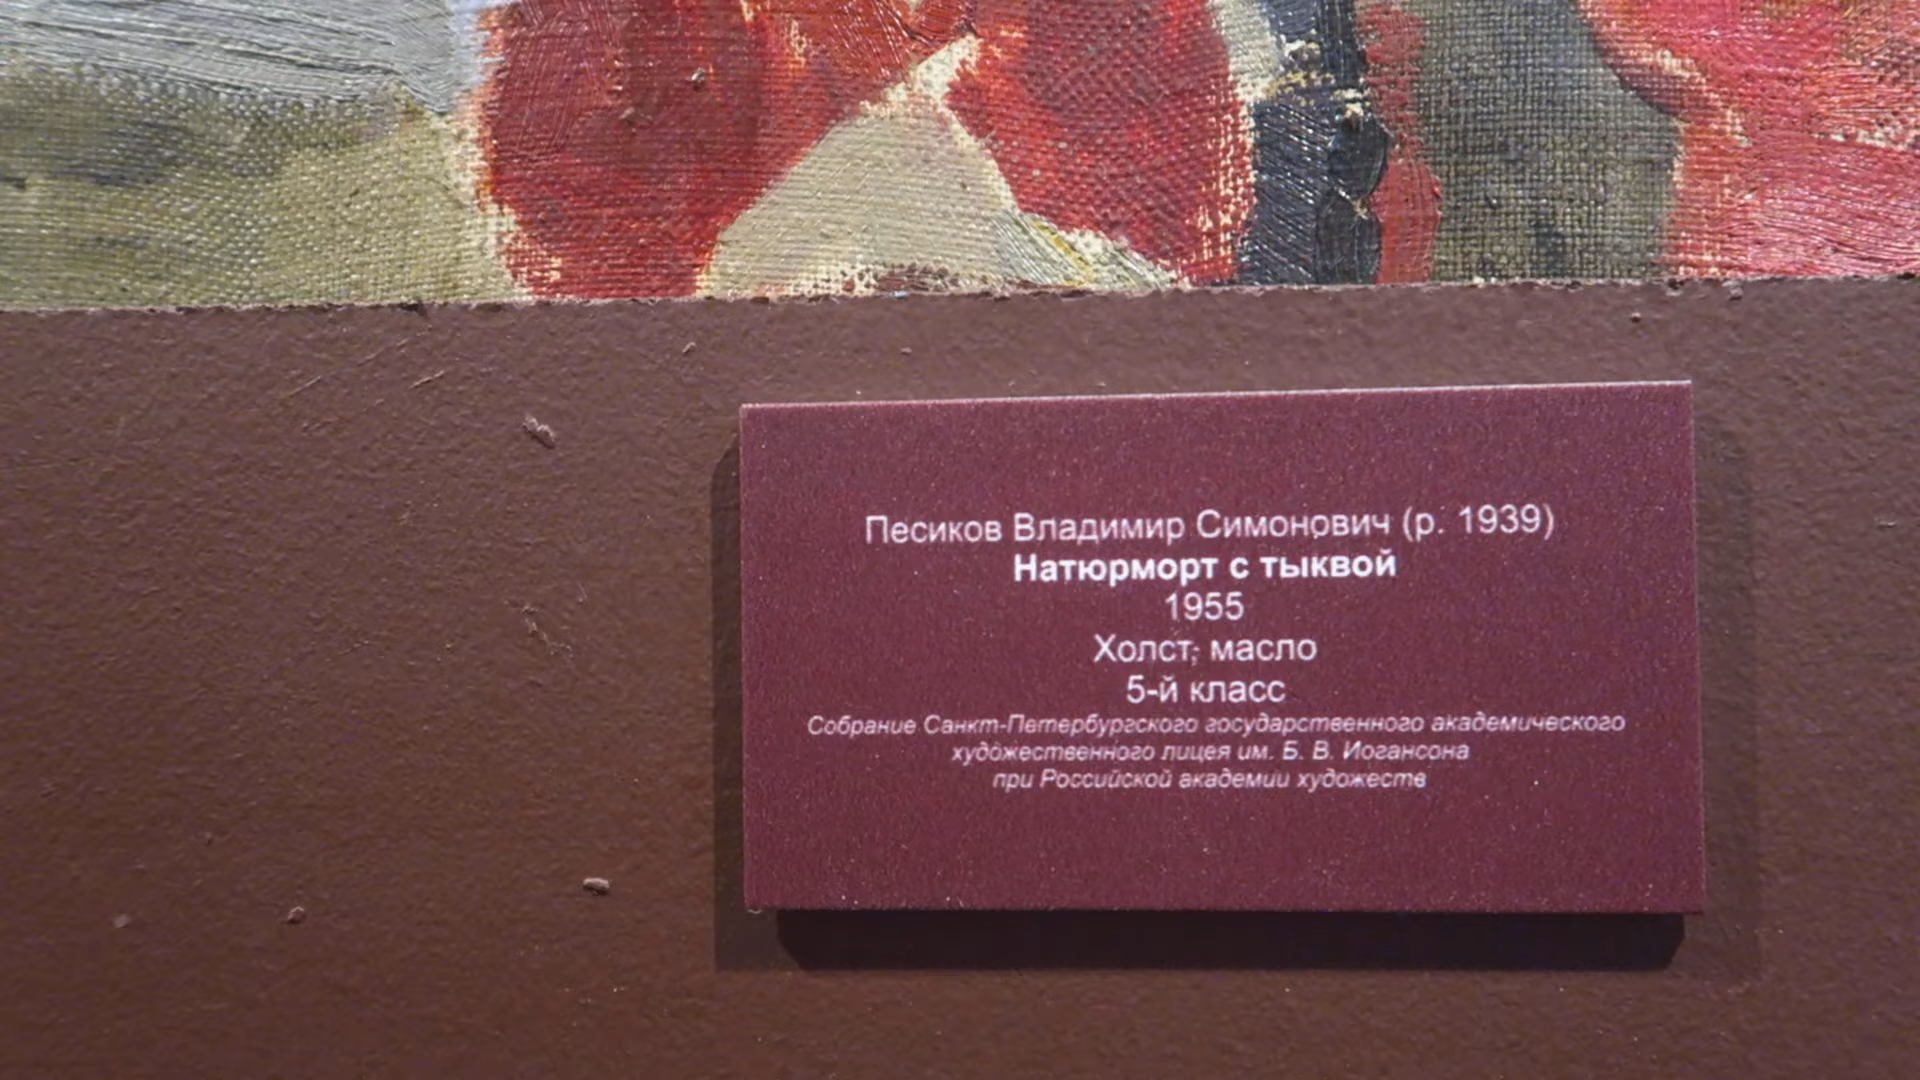 Песиков Владимир Симонович (р. 1939)
Натюрморт с тыквой
1955
Холст, масло
5-й класс
Собрание Санкт-Петербургского государственного академического
художественного лицея им. Б. В. Иогансона
при Российской академии художеств